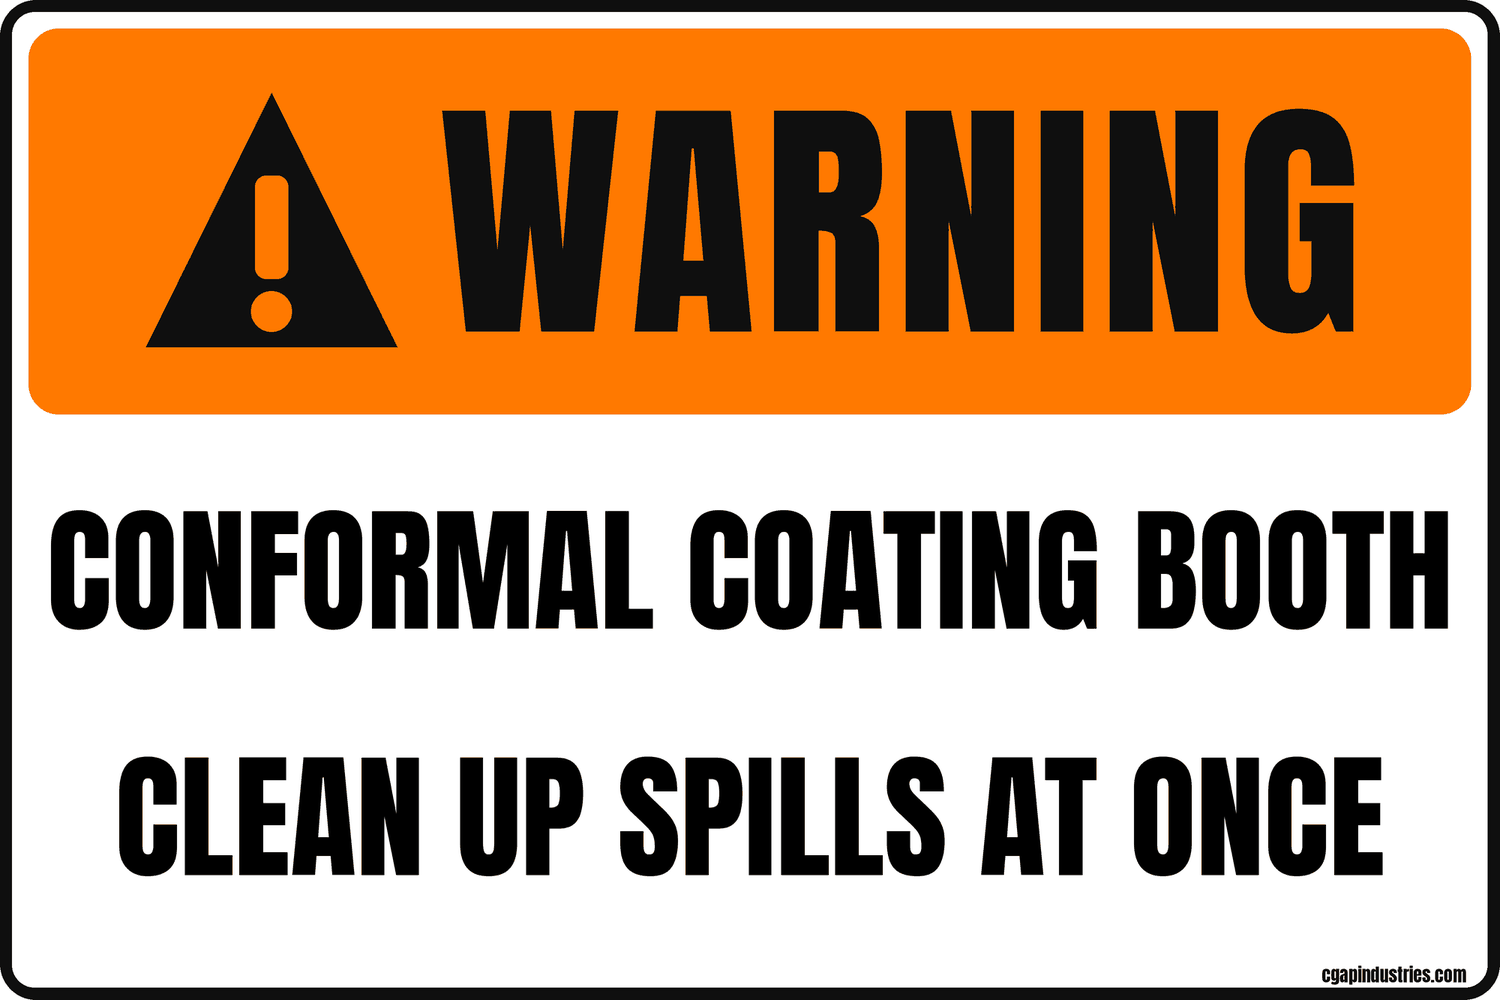 WARNING
CONFORMAL COATING BOOTH
CLEAN UP SPILLS AT ONCE
cgapindustries.com